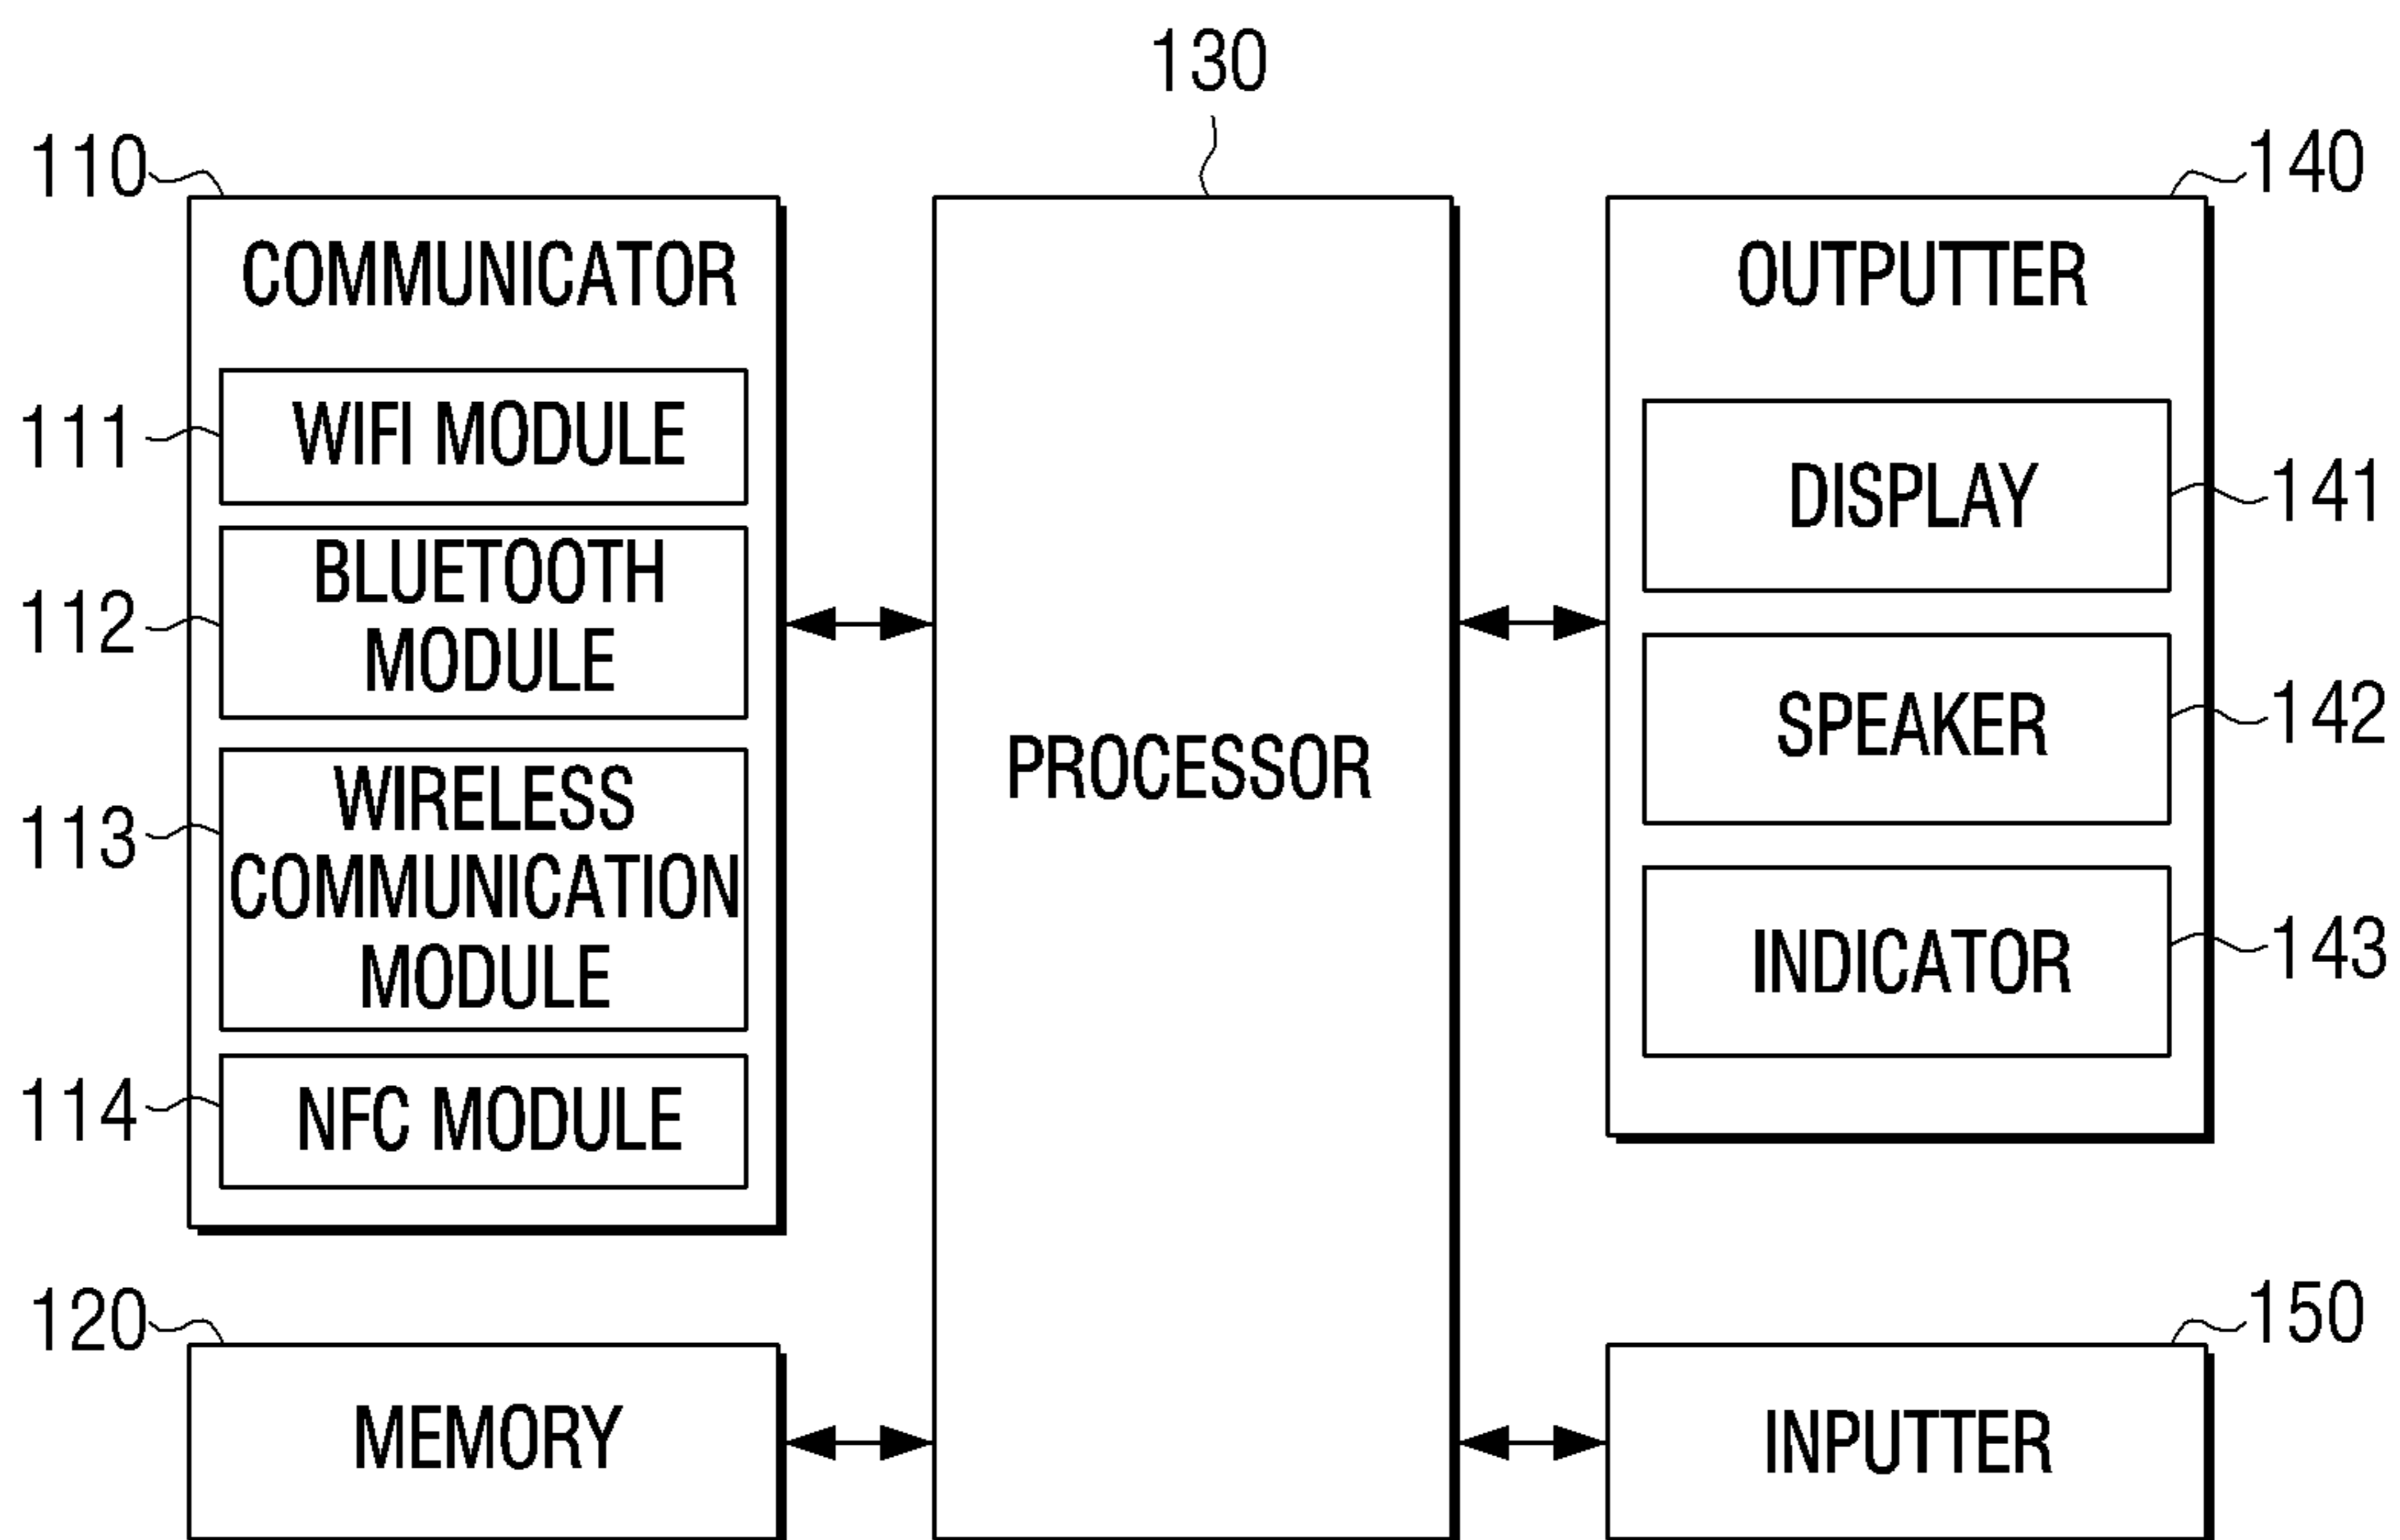 130
110
140
COMMUNICATOR
OUTPUTTER
111
WIFI MODULE
DISPLAY
141
112
BLUETOOTH
MODULE
SPEAKER
142
PROCESSOR
113
WIRELESS
COMMUNICATION
MODULE
INDICATOR
143
114
NFC MODULE
120
150
MEMORY
INPUTTER